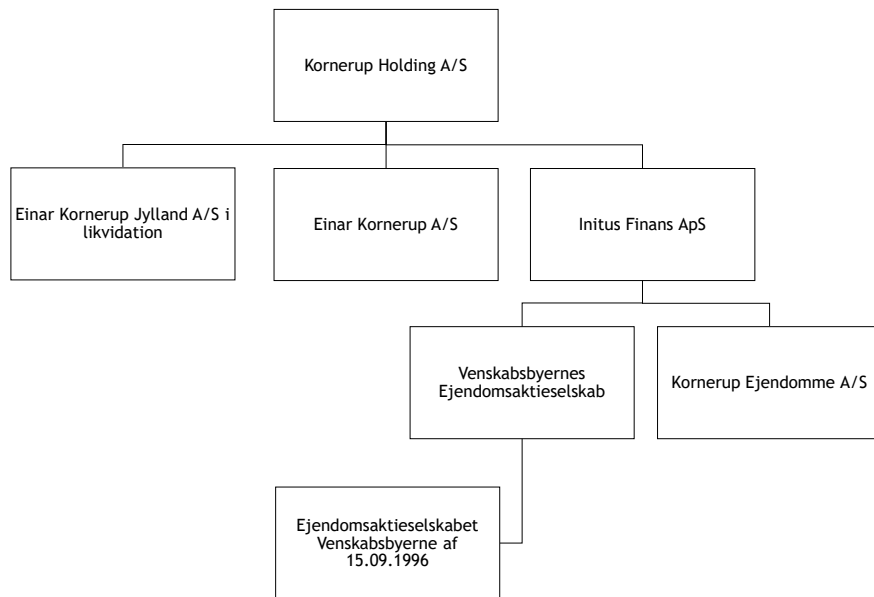 Kornerup Holding A/S
Einar Kornerup Jylland A/S i
likvidation
Einar Kornerup A/S
Initus Finans ApS
Venskabsbyernes
Ejendomsaktieselskab
Kornerup Ejendomme A/S
Ejendomsaktieselskabet
Venskabsbyerne af
15.09.1996